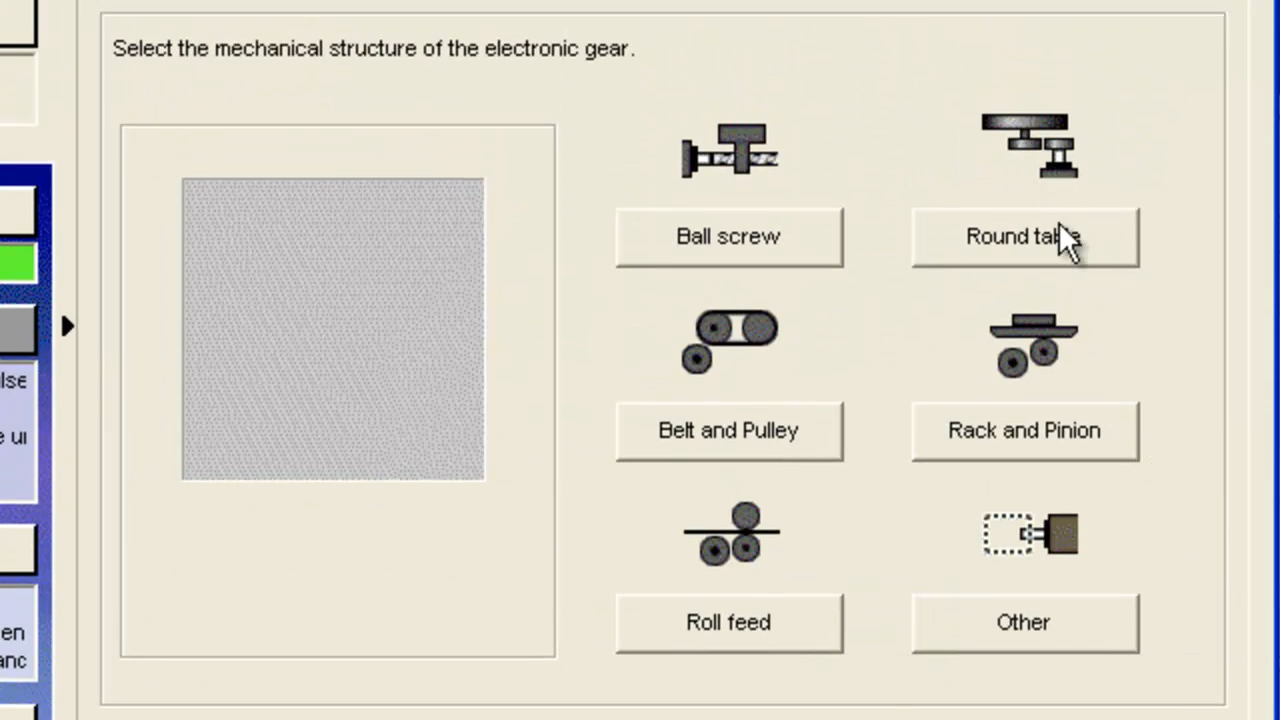 Select the mechanical structure of the electronic gear.
Ball screw
Round table
Belt and Pulley
Rack and Pinion
Roll feed
Other